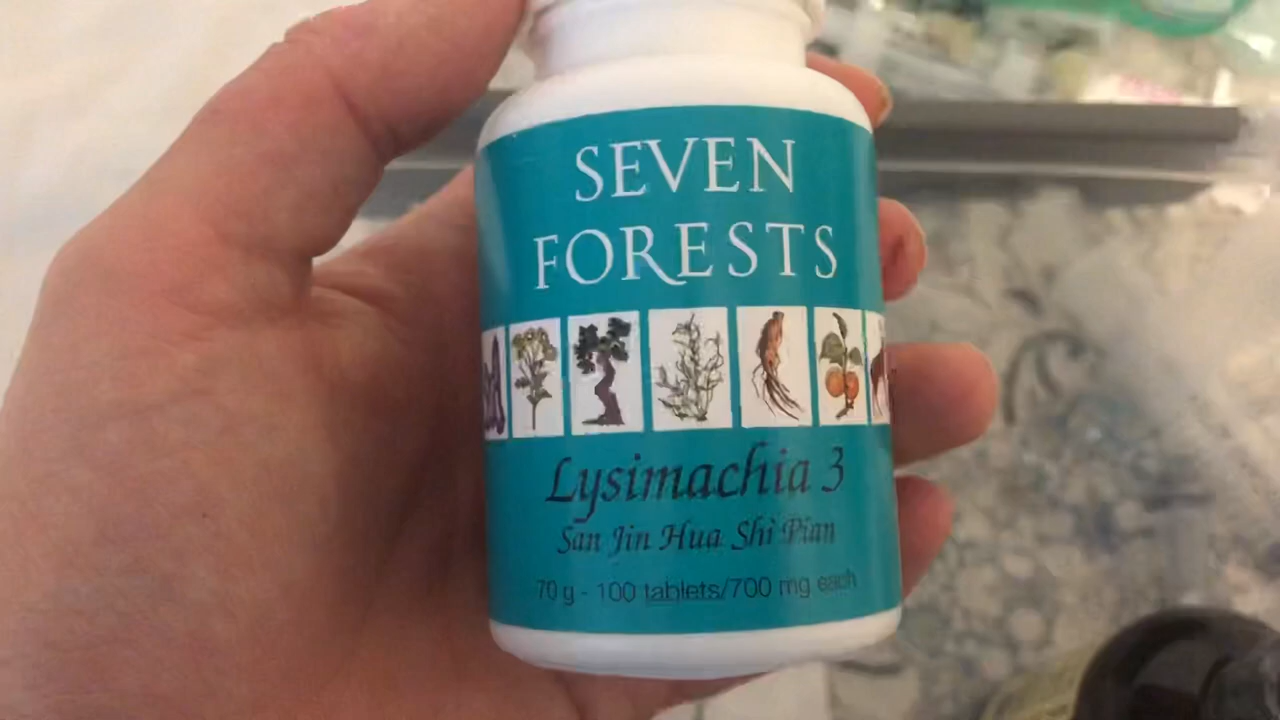 SEVEN
FORESTS
Lysimachia 3
San Jin Hua Shi Pian
70 g - 100 tablets/700 mg each